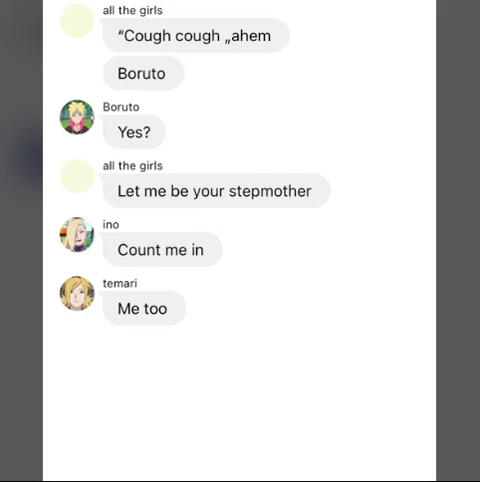 all the girls
“Cough cough „ahem
Boruto
Boruto
Yes?
all the girls
Let me be your stepmother
ino
Count me in
temari
Me too